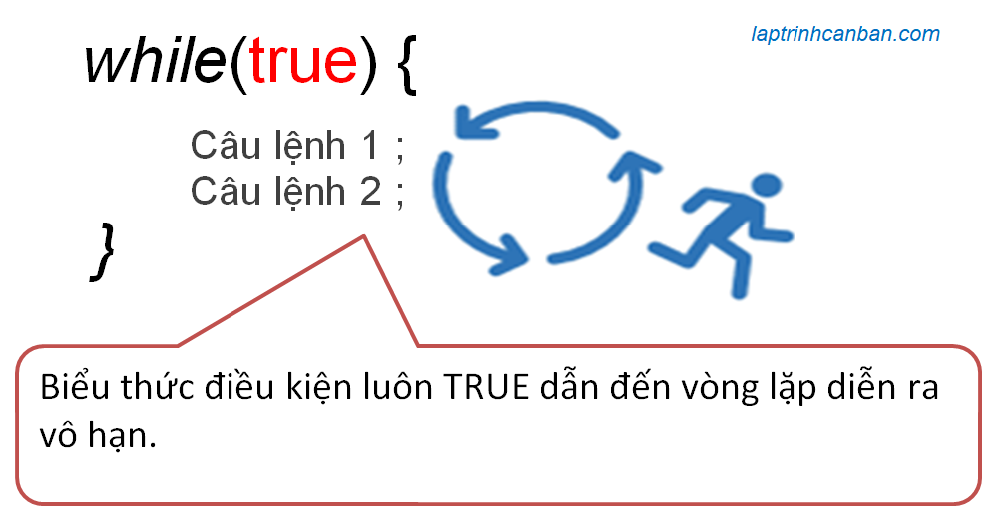 laptrinhcanban.com
while(true) {
Câu lệnh 1 ;
Câu lệnh 2 ;
}
Biểu thức điều kiện luôn TRUE dẫn đến vòng lặp diễn ra
vô hạn.